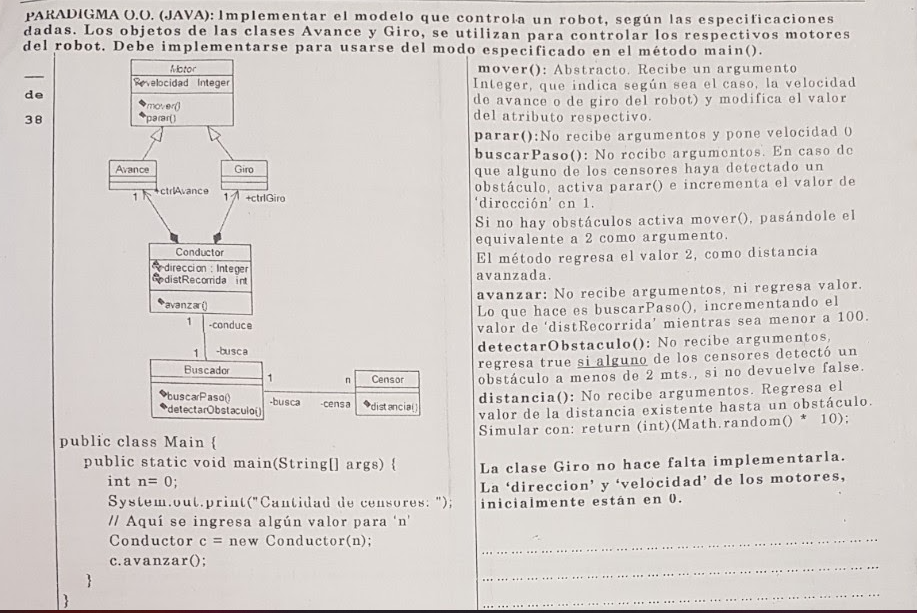 PARADIGMA O.O. (JAVA): Implementar el modelo que controla un robot, según las especificaciones
dadas. Los objetos de las clases Avance y Giro, se utilizan para controlar los respectivos motores
del robot. Debe implementarse para usarse del modo especificado en el método main().
de
38
Motor
velocidad Integer
mover()
parar()
Avance
Giro
1
+ctrlAvance
1
+ctrlGiro
Conductor
direccion : Integer
distRecorrida int
avanzar()
1
-conduce
1
-busca
Buscador
buscarPaso()
detectarObstaculo()
1
-busca
n
-censa
Censor
distancia()
public class Main {
public static void main(String[] args) {
int n= 0;
System.out.print("Cantidad de censores: ");
// Aquí se ingresa algún valor para 'n'
Conductor c = new Conductor(n);
c.avanzar();
}
}
mover(): Abstracto. Recibe un argumento
Integer, que indica según sea el caso, la velocidad
de avance o de giro del robot) y modifica el valor
del atributo respectivo.
parar():No recibe argumentos y pone velocidad 0
buscarPaso(): No recibe argumentos. En caso de
que alguno de los censores haya detectado un
obstáculo, activa parar() e incrementa el valor de
'dirección' en 1.
Si no hay obstáculos activa mover(), pasándole el
equivalente a 2 como argumento.
El método regresa el valor 2, como distancia
avanzada.
avanzar: No recibe argumentos, ni regresa valor.
Lo que hace es buscarPaso(), incrementando el
valor de 'distRecorrida' mientras sea menor a 100.
detectarObstaculo(): No recibe argumentos,
regresa true si alguno de los censores detectó un
obstáculo a menos de 2 mts., si no devuelve false.
distancia(): No recibe argumentos. Regresa el
valor de la distancia existente hasta un obstáculo.
Simular con: return (int)(Math.random() * 10);
La clase Giro no hace falta implementarla.
La 'direccion' y 'velocidad' de los motores,
inicialmente están en 0.